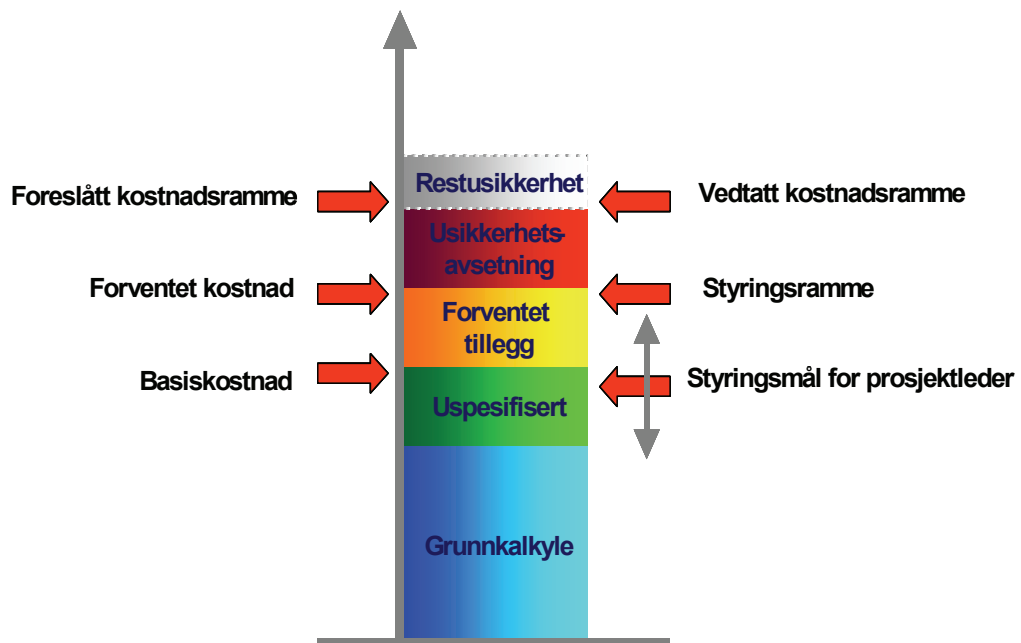 Restusikkerhet
Foreslått kostnadsramme
Vedtatt kostnadsramme
Usikkerhets-
avsetning
Forventet kostnad
Styringsramme
Forventet
tillegg
Basiskostnad
Styringsmål for prosjektleder
Uspesifisert
Grunnkalkyle